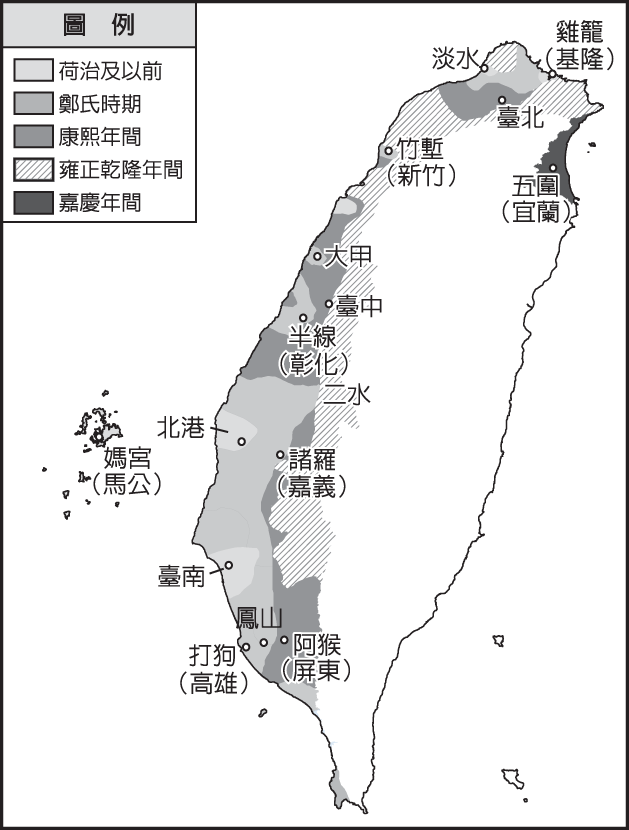 圖 例
荷治及以前
鄭氏時期
康熙年間
雍正乾隆年間
嘉慶年間
雞籠
(基隆)
淡水
臺北
竹塹
(新竹)
五圍
(宜蘭)
大甲
臺中
半線
(彰化)
二水
北港
媽宮
(馬公)
諸羅
(嘉義)
臺南
鳳山
打狗
(高雄)
阿猴
(屏東)